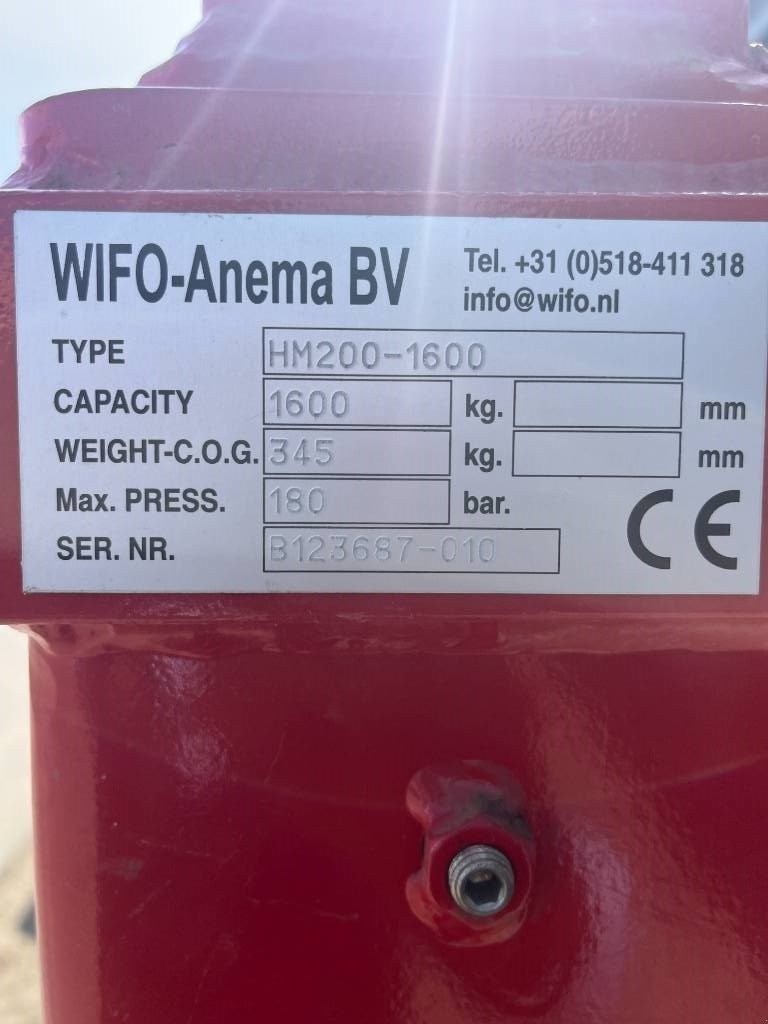 WIFO-Anema BV
Tel. +31 (0)518-411 318
info@wifo.nl
TYPE HM200-1600
CAPACITY 1600 kg. mm
WEIGHT-C.O.G. 345 kg. mm
Max. PRESS. 180 bar.
SER. NR. B123687-010
CE